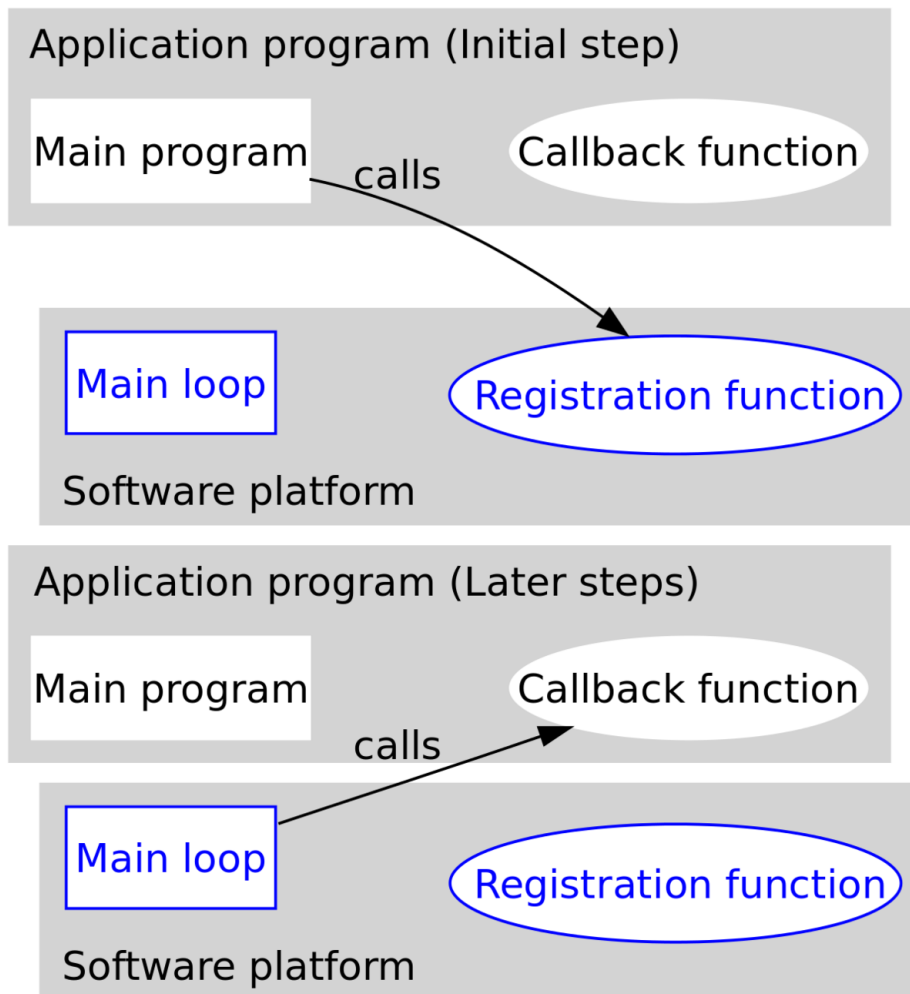 Application program (Initial step)
Main program
calls
Callback function
Main loop
Registration function
Software platform
Application program (Later steps)
Main program
Callback function
calls
Main loop
Registration function
Software platform